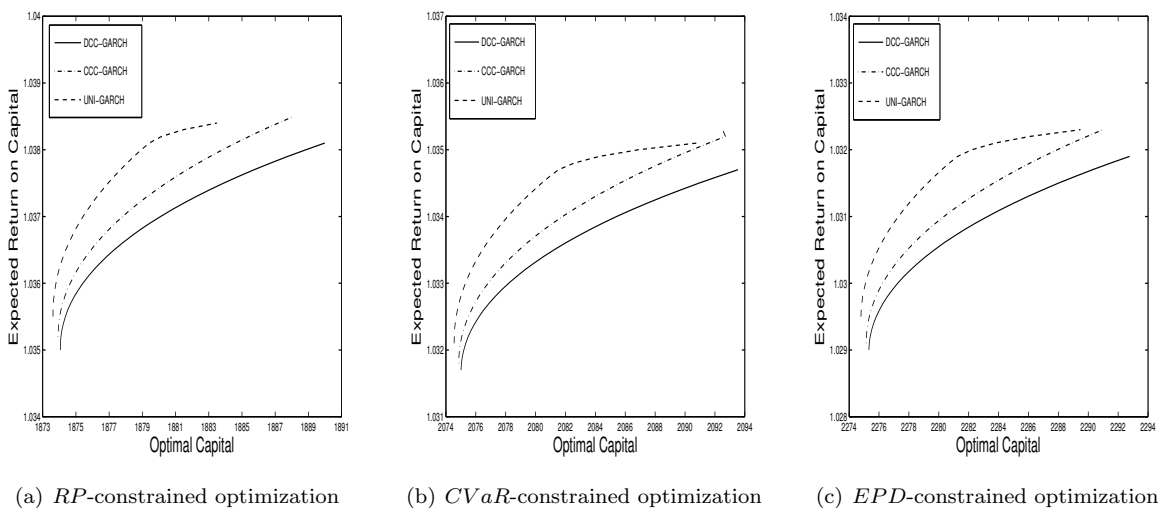 1.04
1.039
1.038
1.037
1.036
1.035
1.034
Expected Return on Capital
DCC-GARCH
CCC-GARCH
UNI-GARCH
1873 1875 1877 1879 1881 1883 1885 1887 1889 1891
Optimal Capital
(a) RP-constrained optimization
1.037
1.036
1.035
1.034
1.033
1.032
1.031
Expected Return on Capital
DCC-GARCH
CCC-GARCH
UNI-GARCH
2074 2076 2078 2080 2082 2084 2086 2088 2090 2092 2094
Optimal Capital
(b) CVaR-constrained optimization
1.034
1.033
1.032
1.031
1.03
1.029
1.028
Expected Return on Capital
DCC-GARCH
CCC-GARCH
UNI-GARCH
2274 2276 2278 2280 2282 2284 2286 2288 2290 2292 2294
Optimal Capital
(c) EPD-constrained optimization